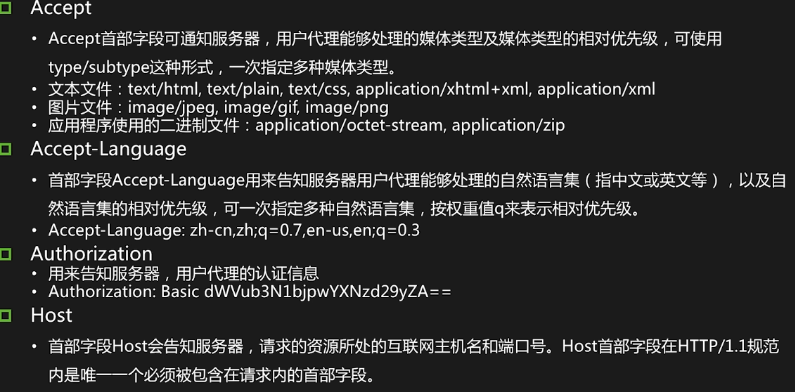 Accept
• Accept首部字段可通知服务器，用户代理能够处理的媒体类型及媒体类型的相对优先级，可使用
type/subtype这种形式，一次指定多种媒体类型。
• 文本文件：text/html, text/plain, text/css, application/xhtml+xml, application/xml
• 图片文件：image/jpeg, image/gif, image/png
• 应用程序使用的二进制文件：application/octet-stream, application/zip
Accept-Language
• 首部字段Accept-Language用来告知服务器用户代理能够处理的自然语言集（指中文或英文等），以及自
然语言集的相对优先级，可一次指定多种自然语言集，按权重值q来表示相对优先级。
• Accept-Language: zh-cn,zh;q=0.7,en-us,en;q=0.3
Authorization
• 用来告知服务器，用户代理的认证信息
• Authorization: Basic dWVub3N1bjpwYXNzd29yZA==
Host
• 首部字段Host会告知服务器，请求的资源所处的互联网主机名和端口号。Host首部字段在HTTP/1.1规范
内是唯一一个必须被包含在请求内的首部字段。